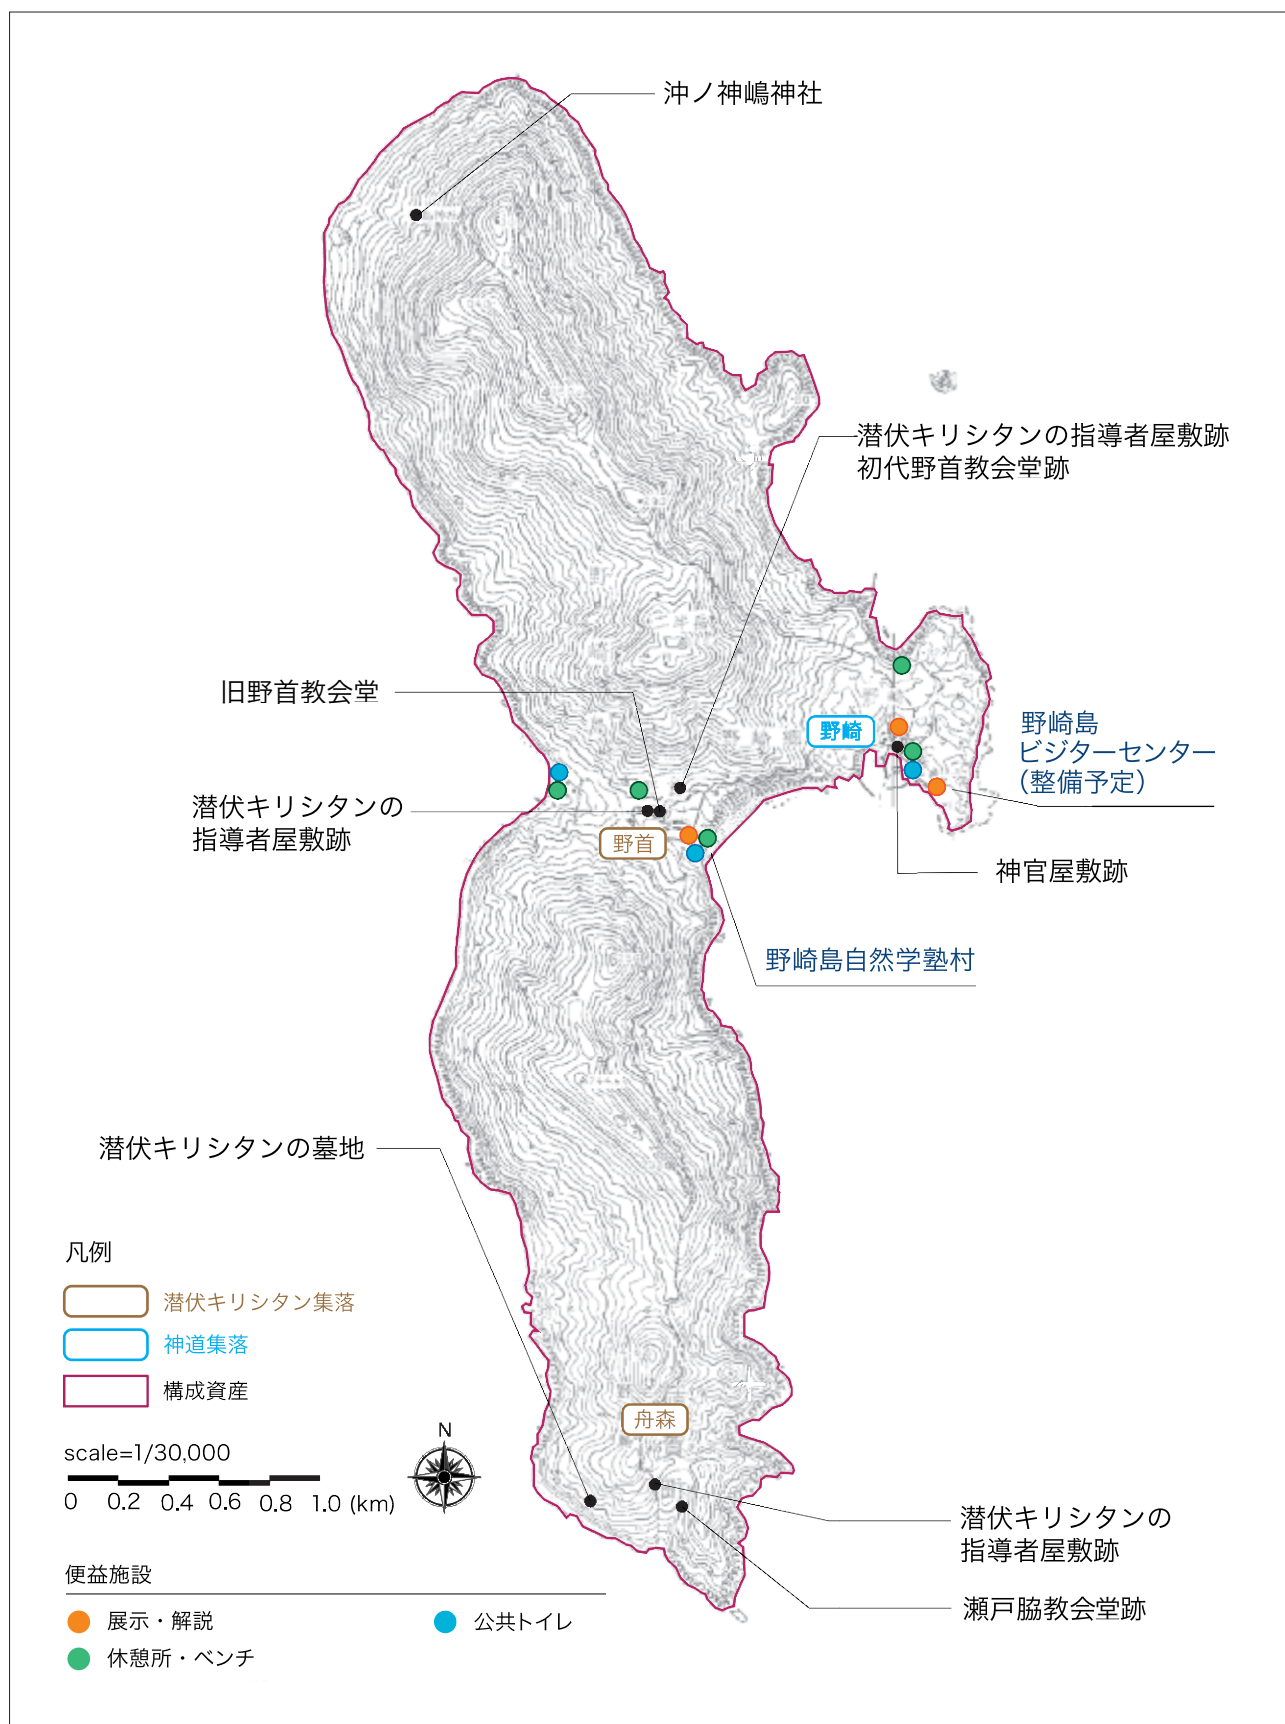 沖ノ神嶋神社
潜伏キリシタンの指導者屋敷跡
初代野首教会堂跡
旧野首教会堂
野崎
野崎島
ビジターセンター
(整備予定)
潜伏キリシタンの
指導者屋敷跡
野首
神官屋敷跡
野崎島自然学塾村
潜伏キリシタンの墓地
凡例
潜伏キリシタン集落
神道集落
構成資産
舟森
N
scale=1/30,000
0 0.2 0.4 0.6 0.8 1.0 (km)
潜伏キリシタンの
指導者屋敷跡
瀬戸脇教会堂跡
便益施設
展示・解説
公共トイレ
休憩所・ベンチ